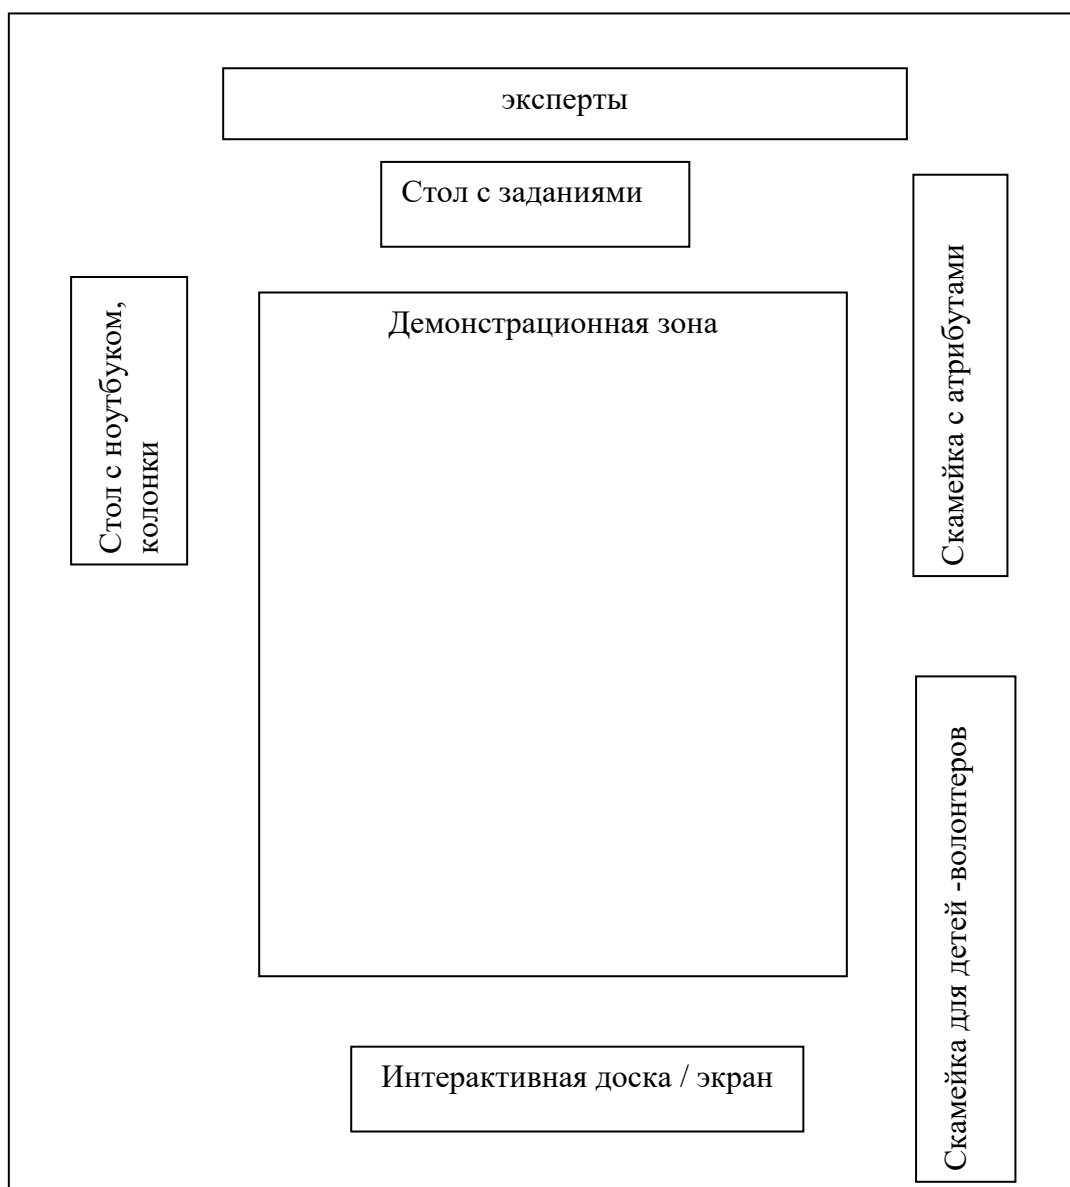 эксперты
Стол с заданиями
Демонстрационная зона
Стол с ноутбуком,
колонки
Скамейка с атрибутами
Скамейка для детей -волонтеров
Интерактивная доска / экран